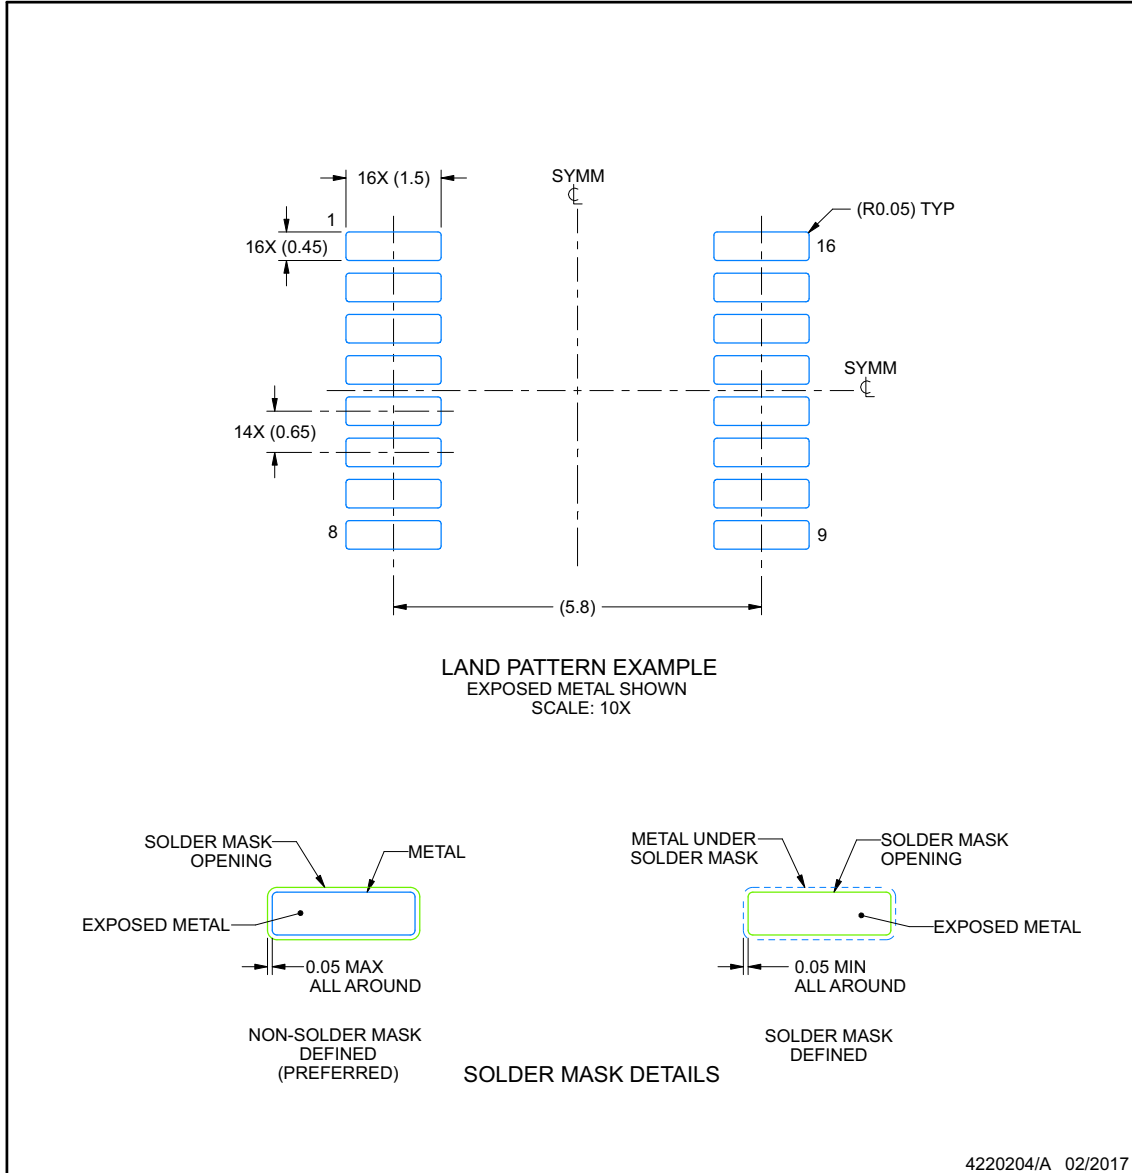 16X (1.5)
SYMM
℄
(R0.05) TYP
1
16X (0.45)
16
SYMM
℄
14X (0.65)
8
9
(5.8)
LAND PATTERN EXAMPLE
EXPOSED METAL SHOWN
SCALE: 10X
SOLDER MASK
OPENING
METAL
EXPOSED METAL
0.05 MAX
ALL AROUND
NON-SOLDER MASK
DEFINED
(PREFERRED)
METAL UNDER
SOLDER MASK
SOLDER MASK
OPENING
EXPOSED METAL
0.05 MIN
ALL AROUND
SOLDER MASK
DEFINED
SOLDER MASK DETAILS
4220204/A 02/2017